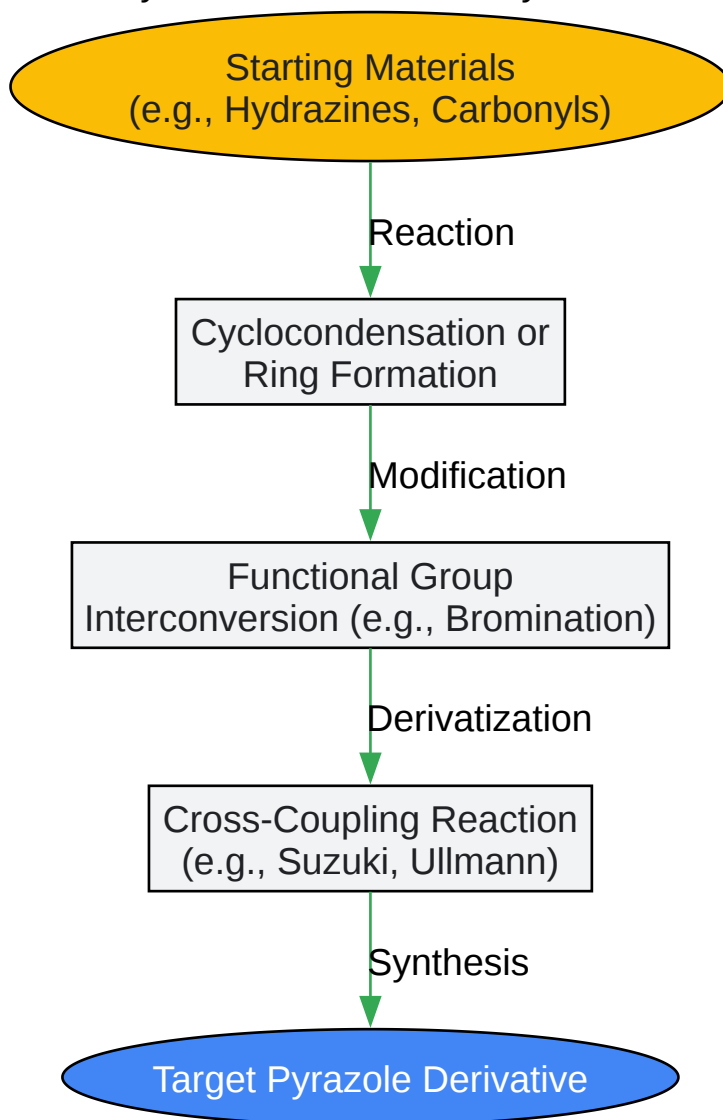 Starting Materials
(e.g., Hydrazines, Carbonyls)
Reaction
Cyclocondensation or
Ring Formation
Modification
Functional Group
Interconversion (e.g., Bromination)
Derivatization
Cross-Coupling Reaction
(e.g., Suzuki, Ullmann)
Synthesis
Target Pyrazole Derivative